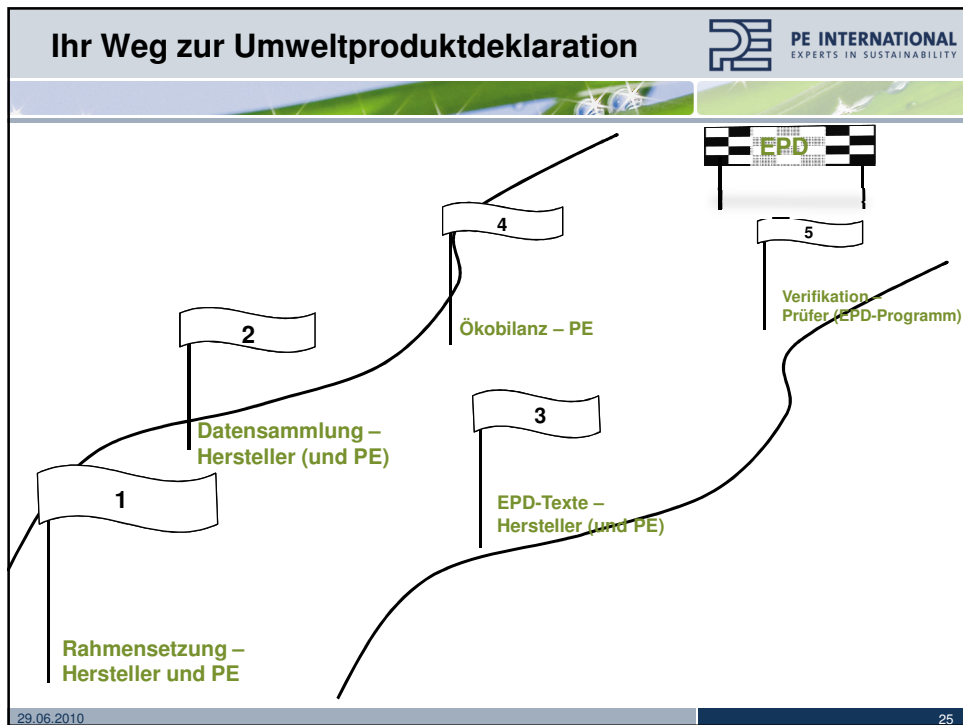 Ihr Weg zur Umweltproduktdeklaration
PE INTERNATIONAL
EXPERTS IN SUSTAINABILITY
EPD
4
5
Verifikation –
Prüfer (EPD-Programm)
Ökobilanz – PE
2
3
Datensammlung –
Hersteller (und PE)
1
EPD-Texte –
Hersteller (und PE)
Rahmensetzung –
Hersteller und PE
29.06.2010
25